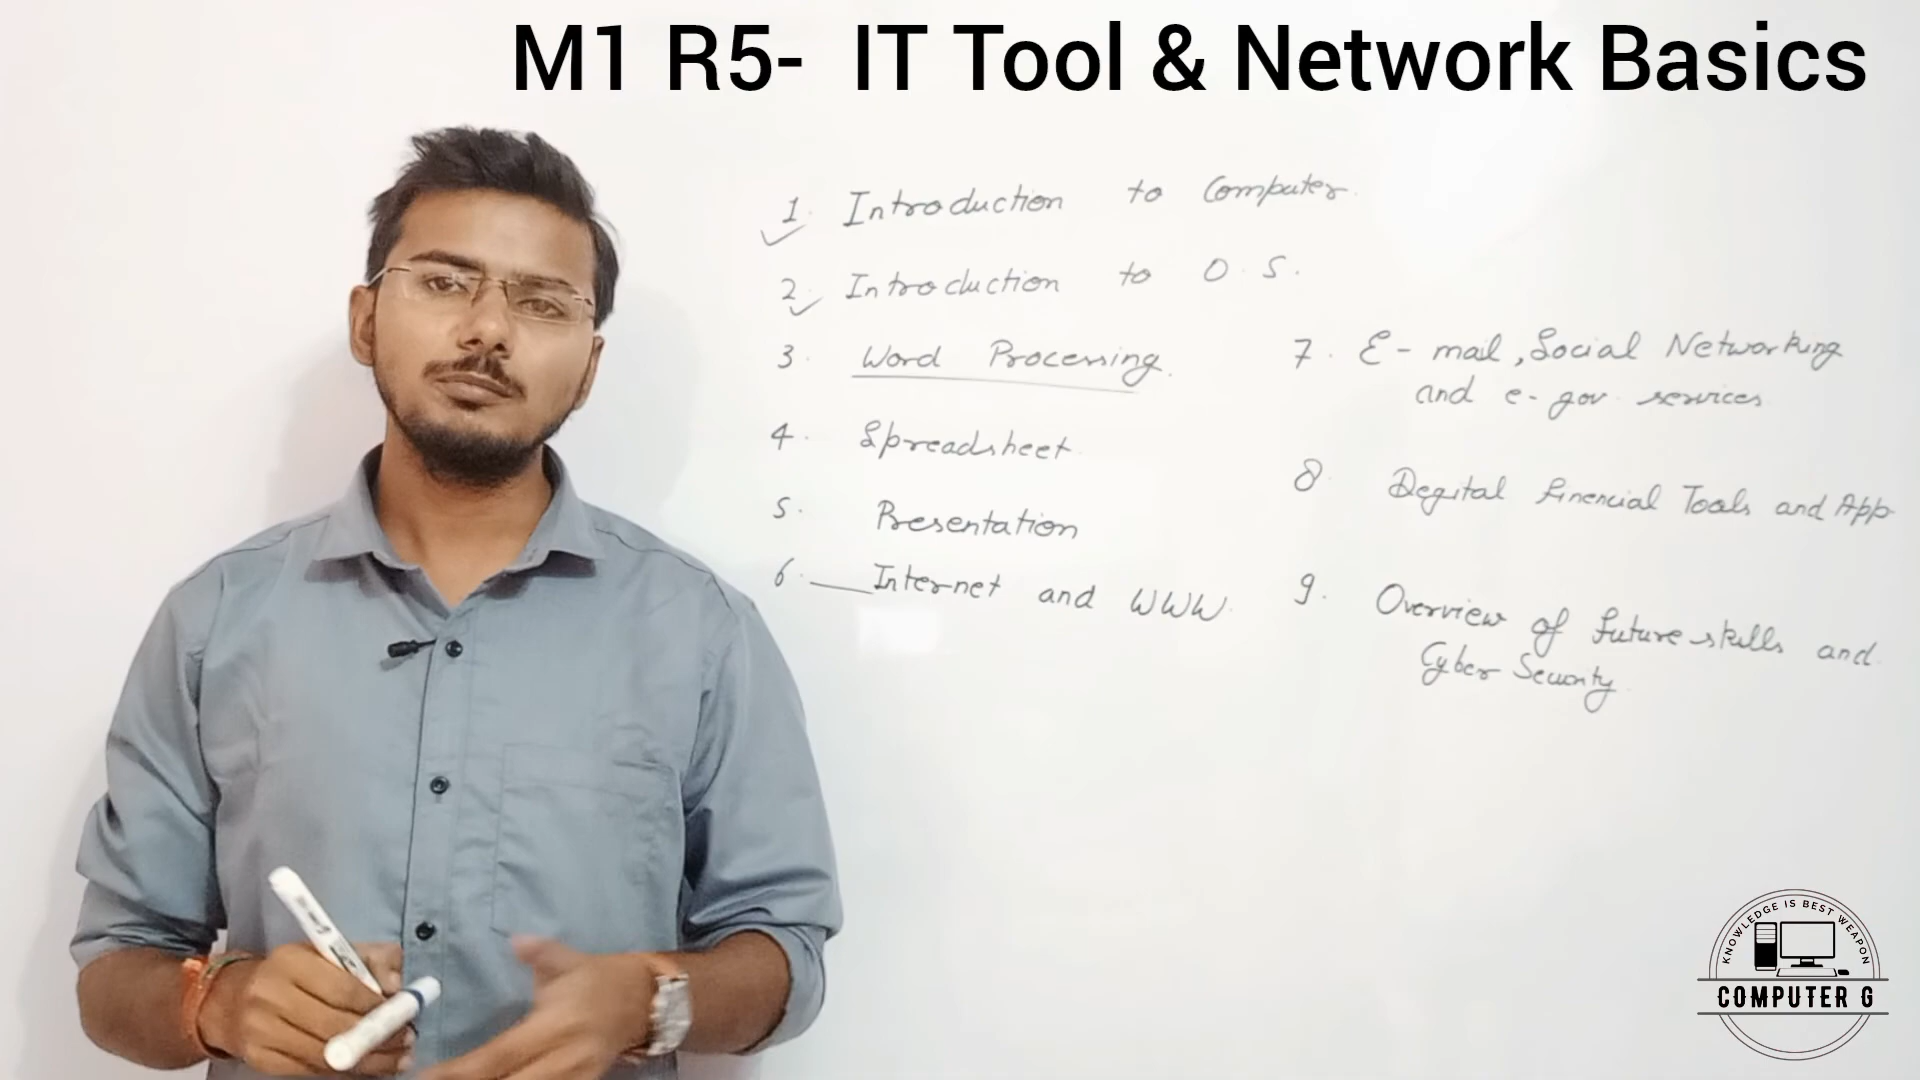 M1 R5- IT Tool & Network Basics
1. Introduction to Computer.
2. Introduction to O.S.
3. Word Processing.
4. Spreadsheet
5. Presentation
6. Internet and WWW.
7. E-mail, Social Networking
and e-gov. services
8. Degital Finencial Tools and App
9. Overview of future skills and
Cyber Security.
KNOWLEDGE IS BEST WEAPON
COMPUTER G